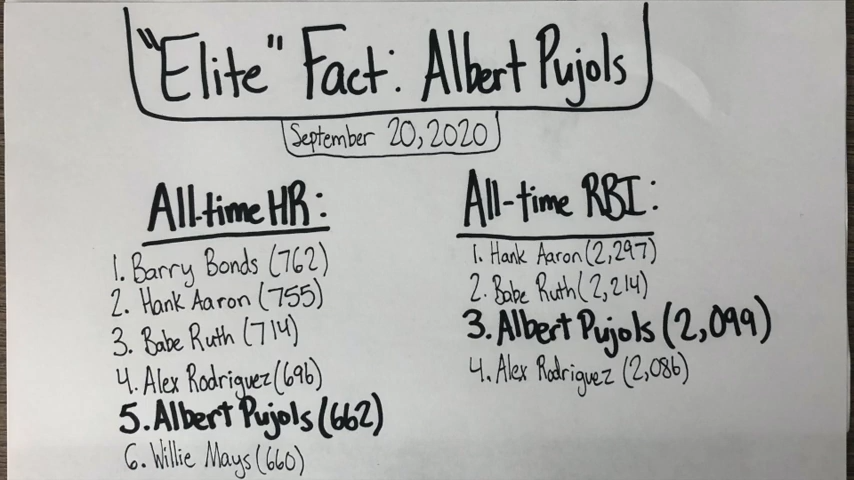 "Elite" Fact: Albert Pujols
September 20, 2020
All-time HR:
1. Barry Bonds (762)
2. Hank Aaron (755)
3. Babe Ruth (714)
4. Alex Rodriguez (696)
5. Albert Pujols (662)
6. Willie Mays (660)
All-time RBI:
1. Hank Aaron (2,297)
2. Babe Ruth (2,214)
3. Albert Pujols (2,099)
4. Alex Rodriguez (2,086)